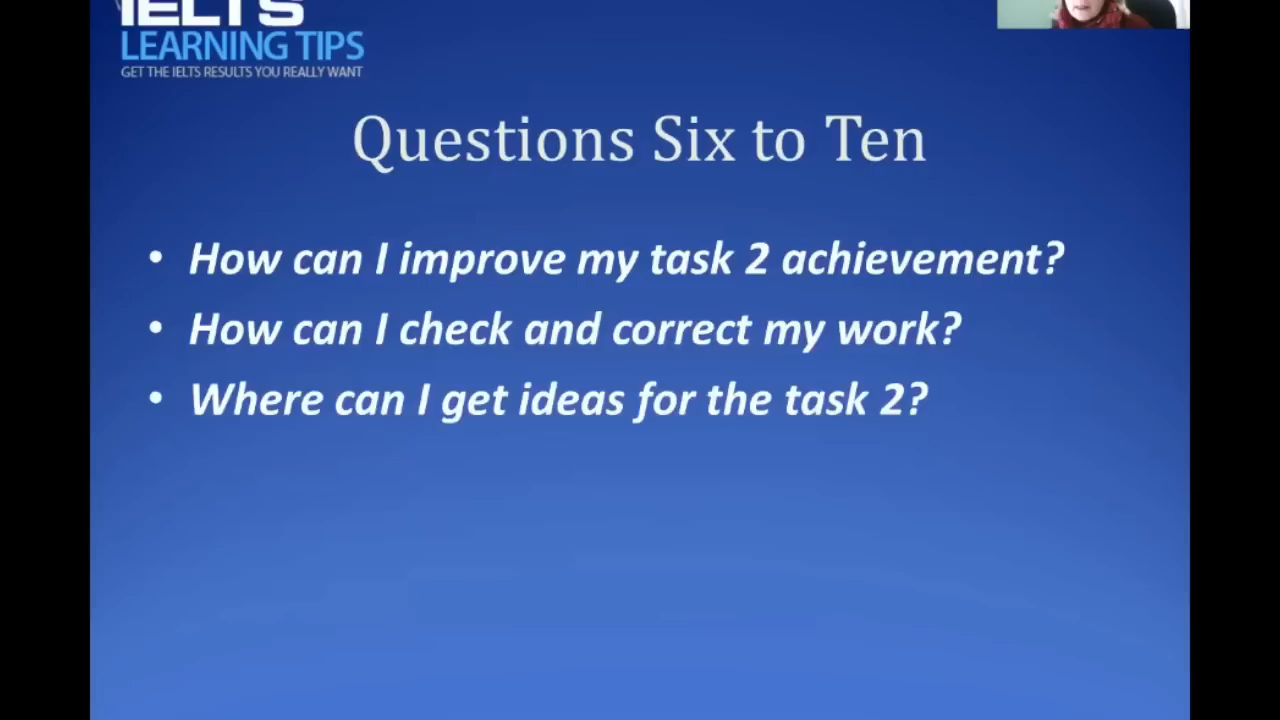 IELTS
LEARNING TIPS
GET THE IELTS RESULTS YOU REALLY WANT
Questions Six to Ten
• How can I improve my task 2 achievement?
• How can I check and correct my work?
• Where can I get ideas for the task 2?